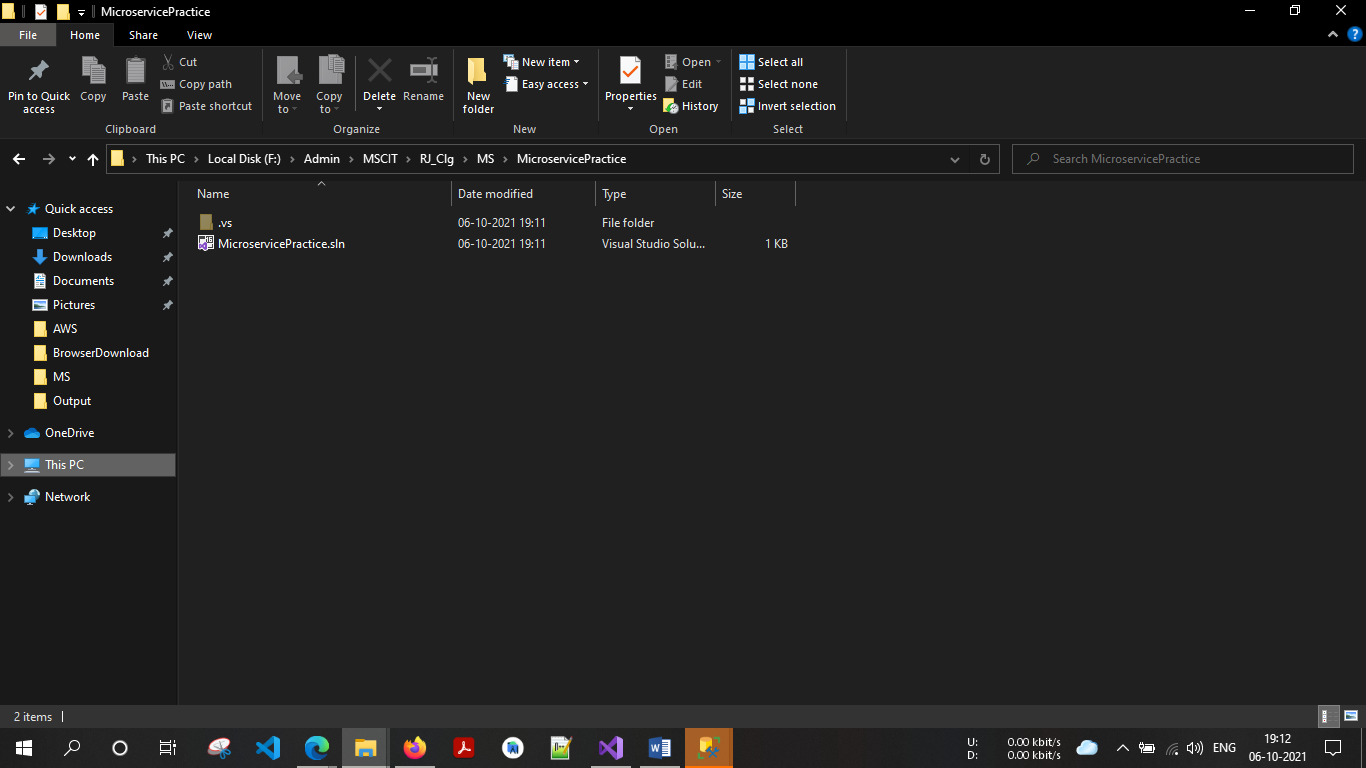 MicroservicePractice
File Home Share View
Pin to Quick access
Copy
Paste
Cut
Copy path
Paste shortcut
Clipboard
Move to
Copy to
Delete
Rename
Organize
New folder
New item
Easy access
New
Properties
Open
Edit
History
Open
Select all
Select none
Invert selection
Select
This PC > Local Disk (F:) > Admin > MSCIT > RJ_Clg > MS > MicroservicePractice
Search MicroservicePractice
Quick access
Desktop
Downloads
Documents
Pictures
AWS
BrowserDownload
MS
Output
OneDrive
This PC
Network
Name Date modified Type Size
.vs 06-10-2021 19:11 File folder
MicroservicePractice.sln 06-10-2021 19:11 Visual Studio Solu... 1 KB
2 items
U: 0.00 kbit/s
D: 0.00 kbit/s
ENG
19:12
06-10-2021